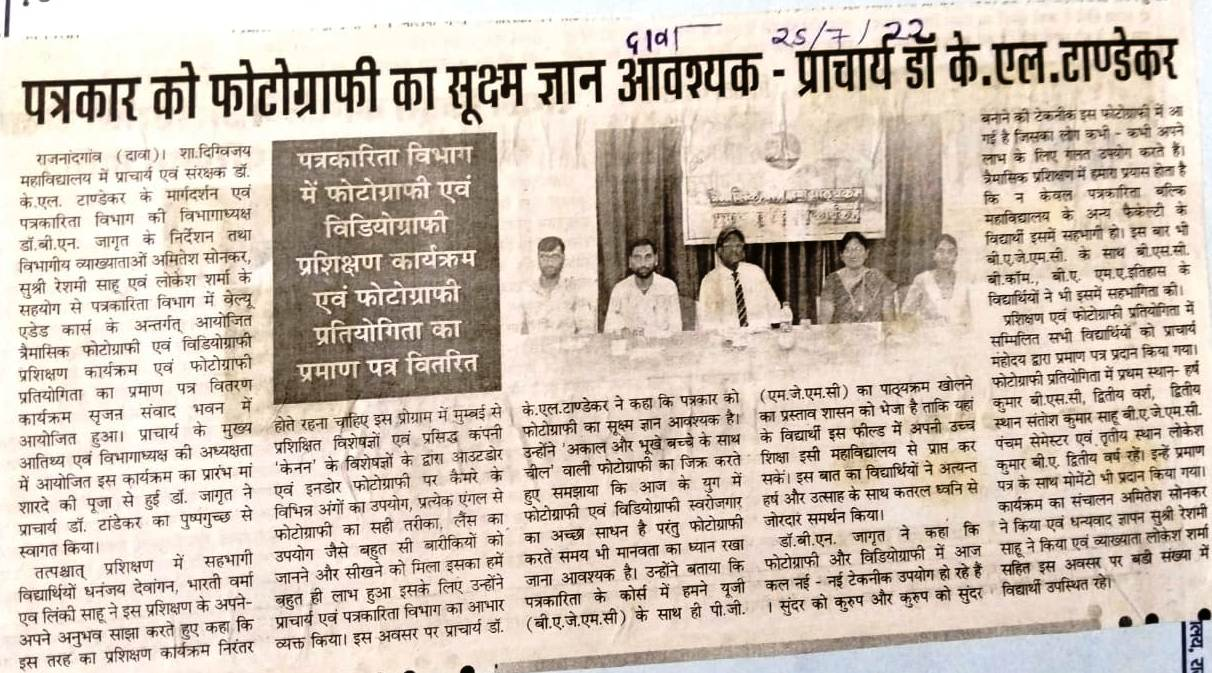 दावा 25/7/22
पत्रकार को फोटोग्राफी का सूक्ष्म ज्ञान आवश्यक - प्राचार्य डॉ के.एल.टाण्डेकर
राजनांदगांव (दावा)। शा.दिग्विजय
महाविद्यालय में प्राचार्य एवं संरक्षक डॉ.
के.एल. टाण्डेकर के मार्गदर्शन एवं
पत्रकारिता विभाग की विभागाध्यक्ष
डॉ.बी.एन. जागृत के निर्देशन तथा
विभागीय व्याख्याताओं अमितेश सोनकर,
सुश्री रेशमी साहू एवं लोकेश शर्मा के
सहयोग से पत्रकारिता विभाग में वेल्यू
एडेड कार्स के अन्तर्गत् आयोजित
त्रैमासिक फोटोग्राफी एवं विडियोग्राफी
प्रशिक्षण कार्यक्रम एवं फोटोग्राफी
प्रतियोगिता का प्रमाण पत्र वितरण
कार्यक्रम सृजन संवाद भवन में
आयोजित हुआ। प्राचार्य के मुख्य
आतिथ्य एवं विभागाध्यक्ष की अध्यक्षता
में आयोजित इस कार्यक्रम का प्रारंभ मां
शारदे की पूजा से हुई डॉ. जागृत ने
प्राचार्य डॉ. टांडेकर का पुष्पगुच्छ से
स्वागत किया।
तत्पश्चात् प्रशिक्षण में सहभागी
विद्यार्थियों धनंजय देवांगन, भारती वर्मा
एव लिंकी साहू ने इस प्रशिक्षण के अपने-
अपने अनुभव साझा करते हुए कहा कि
इस तरह का प्रशिक्षण कार्यक्रम निरंतर
पत्रकारिता विभाग
में फोटोग्राफी एवं
विडियोग्राफी
प्रशिक्षण कार्यक्रम
एवं फोटोग्राफी
प्रतियोगिता का
प्रमाण पत्र वितरित
होते रहना चाहिए इस प्रोग्राम में मुम्बई से
प्रशिक्षित विशेषज्ञों एवं प्रसिद्ध कंपनी
'केनन' के विशेषज्ञों के द्वारा आउटडोर
एवं इनडोर फोटोग्राफी पर कैमरे के
विभिन्न अंगों का उपयोग, प्रत्येक एंगल से
फोटोग्राफी का सही तरीका, लैंस का
उपयोग जैसे बहुत सी बारीकियों को
जानने और सीखने को मिला इसका हमें
बहुत ही लाभ हुआ इसके लिए उन्होंने
प्राचार्य एवं पत्रकारिता विभाग का आभार
व्यक्त किया। इस अवसर पर प्राचार्य डॉ.
के.एल.टाण्डेकर ने कहा कि पत्रकार को
फोटोग्राफी का सूक्ष्म ज्ञान आवश्यक है।
उन्होंने 'अकाल और भूखे बच्चे के साथ
चील' वाली फोटोग्राफी का जिक्र करते
हुए समझाया कि आज के युग में
फोटोग्राफी एवं विडियोग्राफी स्वरोजगार
का अच्छा साधन है परंतु फोटोग्राफी
करते समय भी मानवता का ध्यान रखा
जाना आवश्यक है। उन्होंने बताया कि
पत्रकारिता के कोर्स में हमने यूजी
(बी.ए.जे.एम.सी) के साथ ही पी.जी.
(एम.जे.एम.सी) का पाठ्यक्रम खोलने
का प्रस्ताव शासन को भेजा है ताकि यहां
के विद्यार्थी इस फील्ड में अपनी उच्च
शिक्षा इसी महाविद्यालय से प्राप्त कर
सकें। इस बात का विद्यार्थियों ने अत्यन्त
हर्ष और उत्साह के साथ कतरल ध्वनि से
जोरदार समर्थन किया।
डॉ.बी.एन. जागृत ने कहा कि
फोटोग्राफी और विडियोग्राफी में आज
कल नई - नई टेकनीक उपयोग हो रहे हैं
। सुंदर को कुरुप और कुरुप को सुंदर
बनाने की टेकनीक इस फोटोग्राफी में आ
गई है जिसका लोग कभी - कभी अपने
लाभ के लिए गलत उपयोग करते हैं।
त्रैमासिक प्रशिक्षण में हमारा प्रयास होता है
कि न केवल पत्रकारिता बल्कि
महाविद्यालय के अन्य फैकेल्टी के
विद्यार्थी इसमें सहभागी हो। इस बार भी
बी.ए.जे.एम.सी. के साथ बी.एस.सी.
बी.कॉम., बी.ए. एम.ए.इतिहास के
विद्यार्थियों ने भी इसमें सहभागिता की।
प्रशिक्षण एवं फोटोग्राफी प्रतियोगिता में
सम्मिलित सभी विद्यार्थियों को प्राचार्य
मंहोदय द्वारा प्रमाण पत्र प्रदान किया गया।
फोटोग्राफी प्रतियोगिता में प्रथम स्थान- हर्ष
कुमार बी.एस.सी, द्वितीय वर्श, द्वितीय
स्थान संतोश कुमार साहू बी.ए.जे.एम.सी.
पंचम सेमेस्टर एवं तृतीय स्थान लोकेश
कुमार बी.ए. द्वितीय वर्ष रहें। इन्हें प्रमाण
पत्र के साथ मोमेंटो भी प्रदान किया गया।
कार्यक्रम का संचालन अमितेश सोनकर
ने किया एवं धन्यवाद ज्ञापन सुश्री रेशमी
साहू ने किया एवं व्याख्याता लोकेश शर्मा
सहित इस अवसर पर बडी संख्या में
विद्यार्थी उपस्थित रहे।